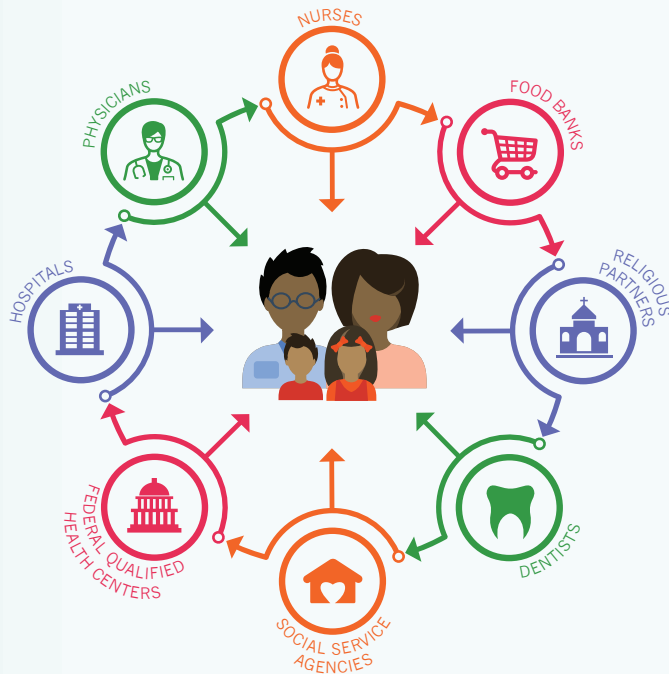 NURSES
FOOD BANKS
RELIGIOUS
PARTNERS
DENTISTS
SOCIAL SERVICE
AGENCIES
FEDERAL QUALIFIED
HEALTH CENTERS
HOSPITALS
PHYSICIANS